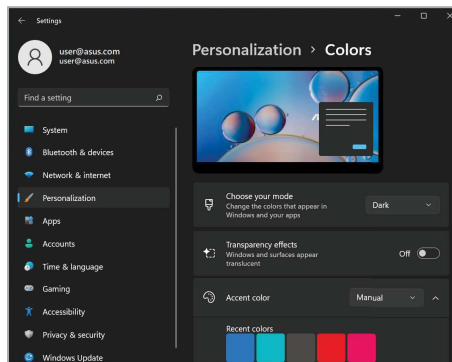 Settings
user@asus.com
user@asus.com
Find a setting
System
Bluetooth & devices
Network & internet
Personalization
Apps
Accounts
Time & language
Gaming
Accessibility
Privacy & security
Windows Update
Personalization > Colors
Choose your mode
Change the colors that appear in
Windows and your apps
Dark
Transparency effects
Windows and surfaces appear
translucent
Off
Accent color
Manual
Recent colors